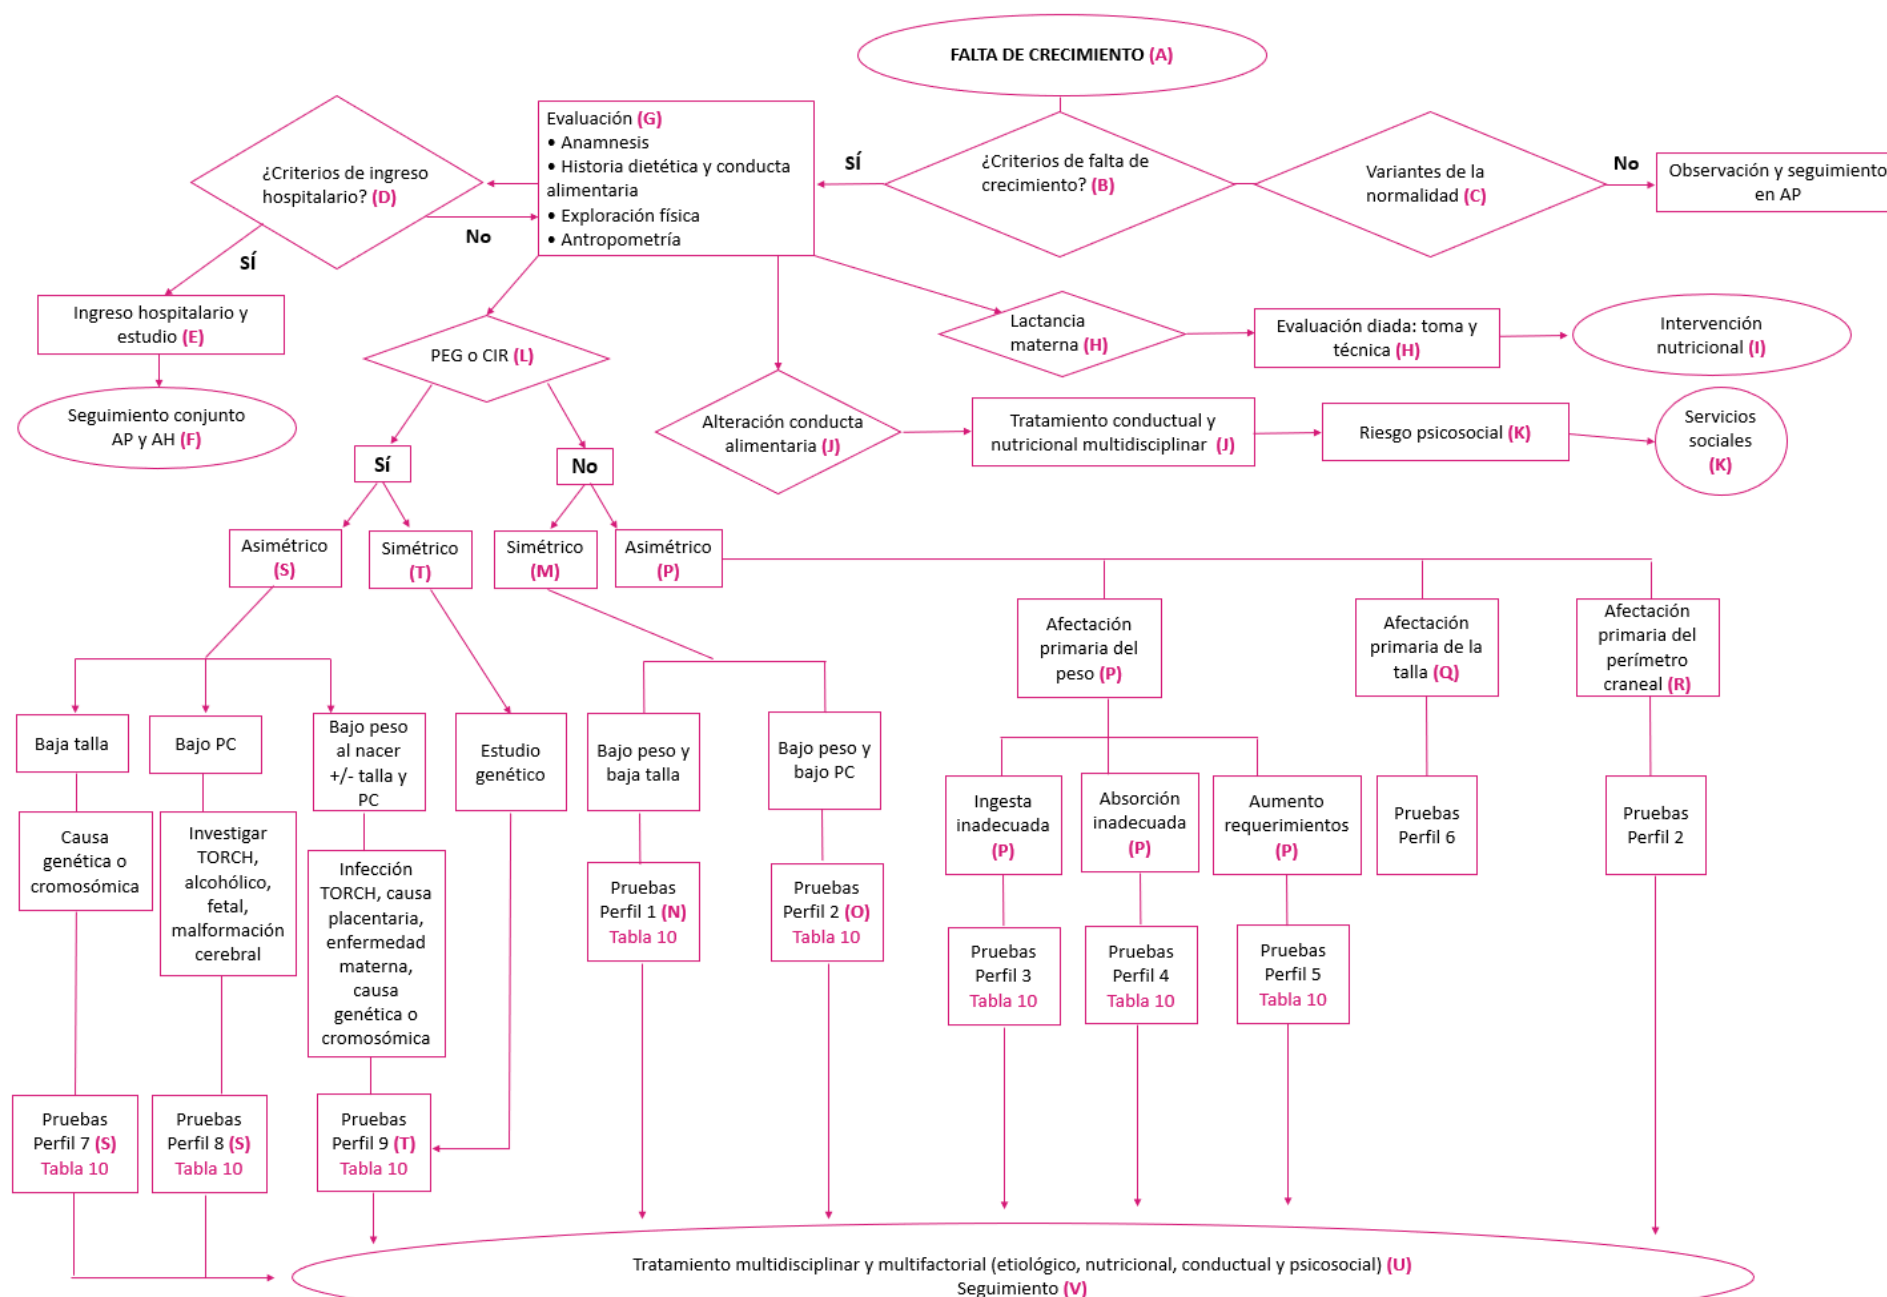 FALTA DE CRECIMIENTO (A)
¿Criterios de falta de
crecimiento? (B)
SÍ
Variantes de la
normalidad (C)
No
Observación y seguimiento
en AP
Evaluación (G)
• Anamnesis
• Historia dietética y conducta
alimentaria
• Exploración física
• Antropometría
¿Criterios de ingreso
hospitalario? (D)
No
SÍ
Ingreso hospitalario y
estudio (E)
Seguimiento conjunto
AP y AH (F)
Lactancia
materna (H)
Evaluación diada: toma y
técnica (H)
Intervención
nutricional (I)
Alteración conducta
alimentaria (J)
Tratamiento conductual y
nutricional multidisciplinar (J)
Riesgo psicosocial (K)
Servicios
sociales
(K)
PEG o CIR (L)
Sí
No
Asimétrico
(S)
Simétrico
(T)
Simétrico
(M)
Asimétrico
(P)
Baja talla
Bajo PC
Bajo peso
al nacer
+/- talla y
PC
Estudio
genético
Bajo peso y
baja talla
Bajo peso y
bajo PC
Afectación
primaria del
peso (P)
Afectación
primaria de la
talla (Q)
Afectación
primaria del
perímetro
craneal (R)
Causa
genética o
cromosómica
Investigar
TORCH,
alcohólico,
fetal,
malformación
cerebral
Infección
TORCH, causa
placentaria,
enfermedad
materna,
causa
genética o
cromosómica
Pruebas
Perfil 1 (N)
Tabla 10
Pruebas
Perfil 2 (O)
Tabla 10
Ingesta
inadecuada
(P)
Absorción
inadecuada
(P)
Aumento
requerimientos
(P)
Pruebas
Perfil 6
Pruebas
Perfil 2
Pruebas
Perfil 3
Tabla 10
Pruebas
Perfil 4
Tabla 10
Pruebas
Perfil 5
Tabla 10
Pruebas
Perfil 7 (S)
Tabla 10
Pruebas
Perfil 8 (S)
Tabla 10
Pruebas
Perfil 9 (T)
Tabla 10
Tratamiento multidisciplinar y multifactorial (etiológico, nutricional, conductual y psicosocial) (U)
Seguimiento (V)